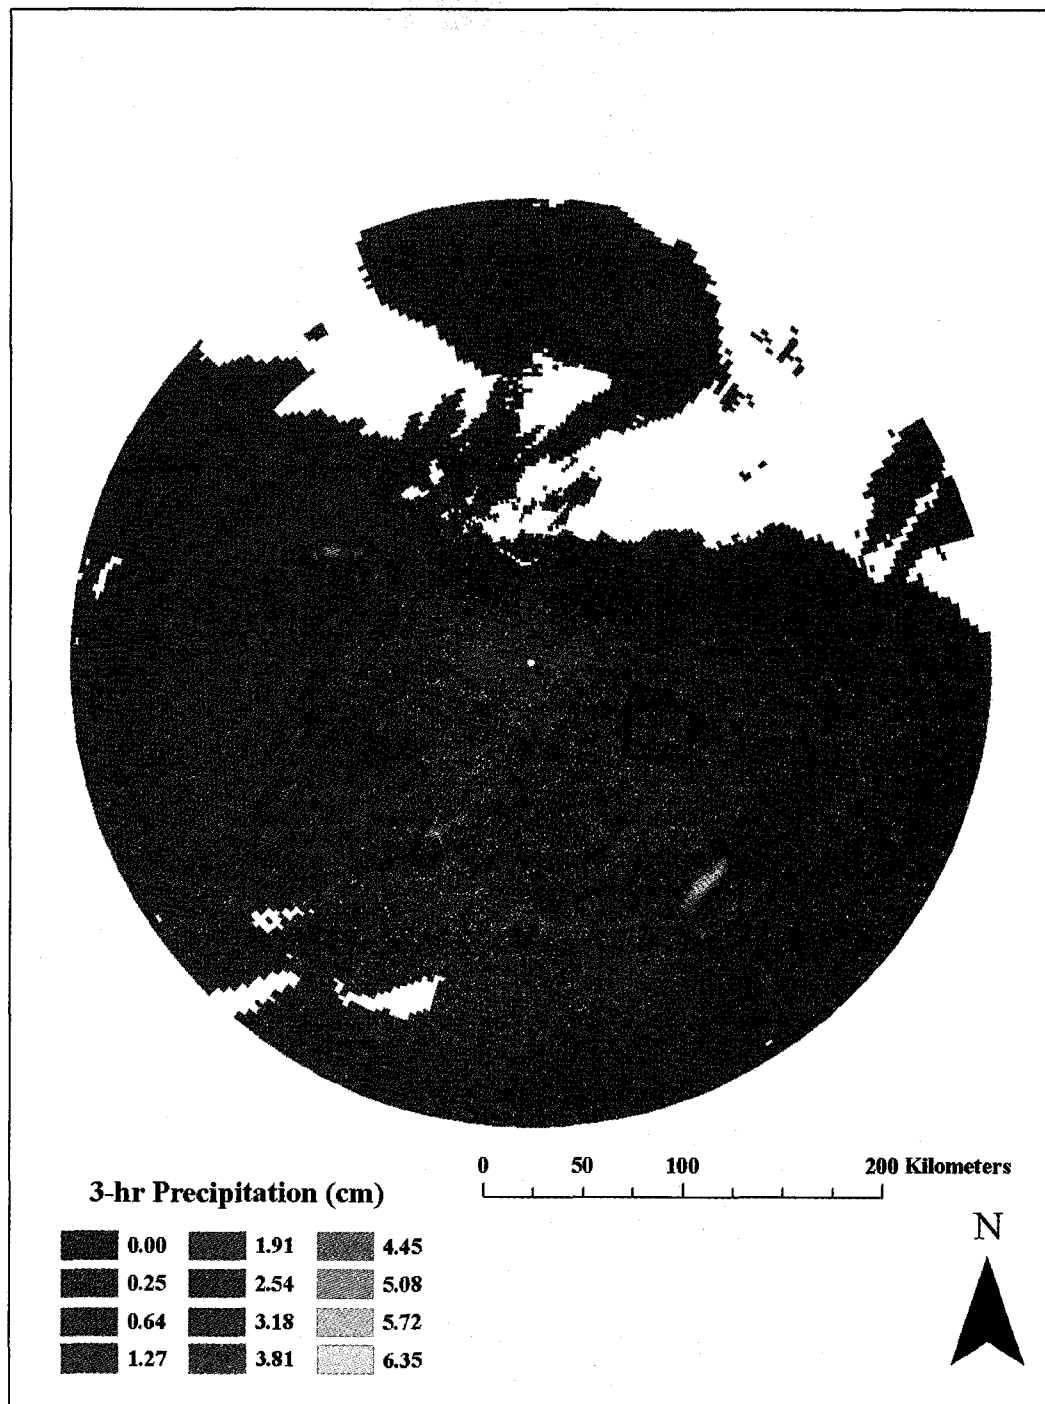 0 50 100 200 Kilometers
3-hr Precipitation (cm)
N
0.00 1.91 4.45
0.25 2.54 5.08
0.64 3.18 5.72
1.27 3.81 6.35